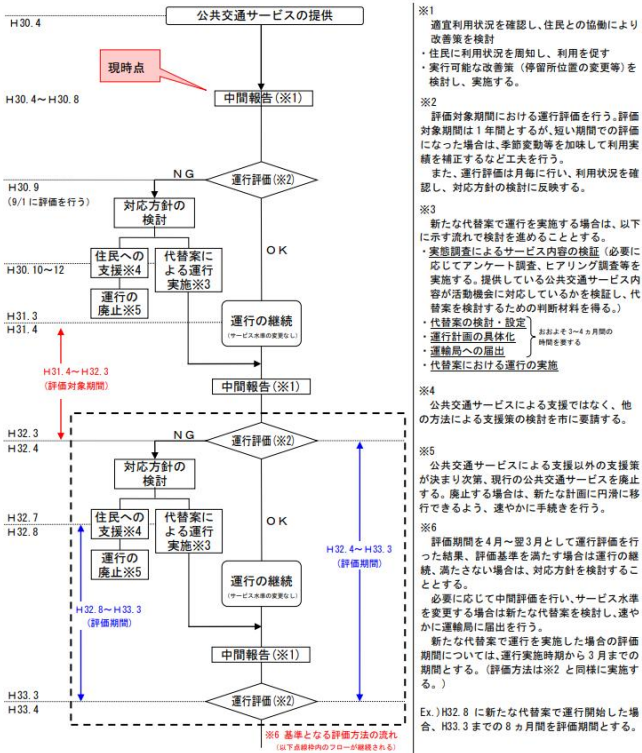 公共交通サービスの提供
H30.4
現時点
H30.4～H30.8
中間報告(※1)
NG
運行評価(※2)
H30.9
(9/1に評価を行う)
対応方針の
検討
OK
住民への
支援※4
代替案に
よる運行
実施※3
H30.10～12
運行の
廃止※5
H31.3
H31.4
運行の継続
(サービス水準の変更なし)
H31.4～H32.3
(評価対象期間)
中間報告(※1)
H32.3
H32.4
NG
運行評価(※2)
対応方針の
検討
OK
H32.7
H32.8
住民への
支援※4
代替案に
よる運行
実施※3
運行の
廃止※5
H32.4～H33.3
(評価期間)
運行の継続
(サービス水準の変更なし)
H32.8～H33.3
(評価期間)
中間報告(※1)
H33.3
H33.4
運行評価(※2)
※6 基準となる評価方法の流れ
(以下点線枠内のフローが継続される)
※1
適宜利用状況を確認し、住民との協働により
改善策を検討
・住民に利用状況を周知し、利用を促す
・実行可能な改善策（停留所位置の変更等）を
検討し、実施する。
※2
評価対象期間における運行評価を行う。評価
対象期間は1年間とするが、短い期間での評価
になった場合は、季節変動等を加味して利用実
績を補正するなど工夫を行う。
また、運行評価は月毎に行い、利用状況を確
認し、対応方針の検討に反映する。
※3
新たな代替案で運行を実施する場合は、以下
に示す流れで検討を進めることとする。
・実態調査によるサービス内容の検証（必要に
応じてアンケート調査、ヒアリング調査等を
実施する。提供している公共交通サービス内
容が活動機会に対応しているかを検証し、代
替案を検討するための判断材料を得る。）
・代替案の検討・設定
・運行計画の具体化
・運輸局への届出
おおよそ3～4ヵ月間の
時間を要する
・代替案における運行の実施
※4
公共交通サービスによる支援ではなく、他
の方法による支援策の検討を市に要請する。
※5
公共交通サービスによる支援以外の支援策
が決まり次第、現行の公共交通サービスを廃止
する。廃止する場合は、新たな計画に円滑に移
行できるよう、速やかに手続きを行う。
※6
評価期間を4月～翌3月として運行評価を行
った結果、評価基準を満たす場合は運行の継
続、満たさない場合は、対応方針を検討するこ
ととする。
必要に応じて中間評価を行い、サービス水準
を変更する場合は新たな代替案を検討し、速や
かに運輸局に届出を行う。
新たな代替案で運行を実施した場合の評価
期間については、運行実施時期から3月までの
期間とする。（評価方法は※2と同様に実施す
る。）
Ex.)H32.8に新たな代替案で運行開始した場
合、H33.3までの8ヵ月間を評価期間とする。